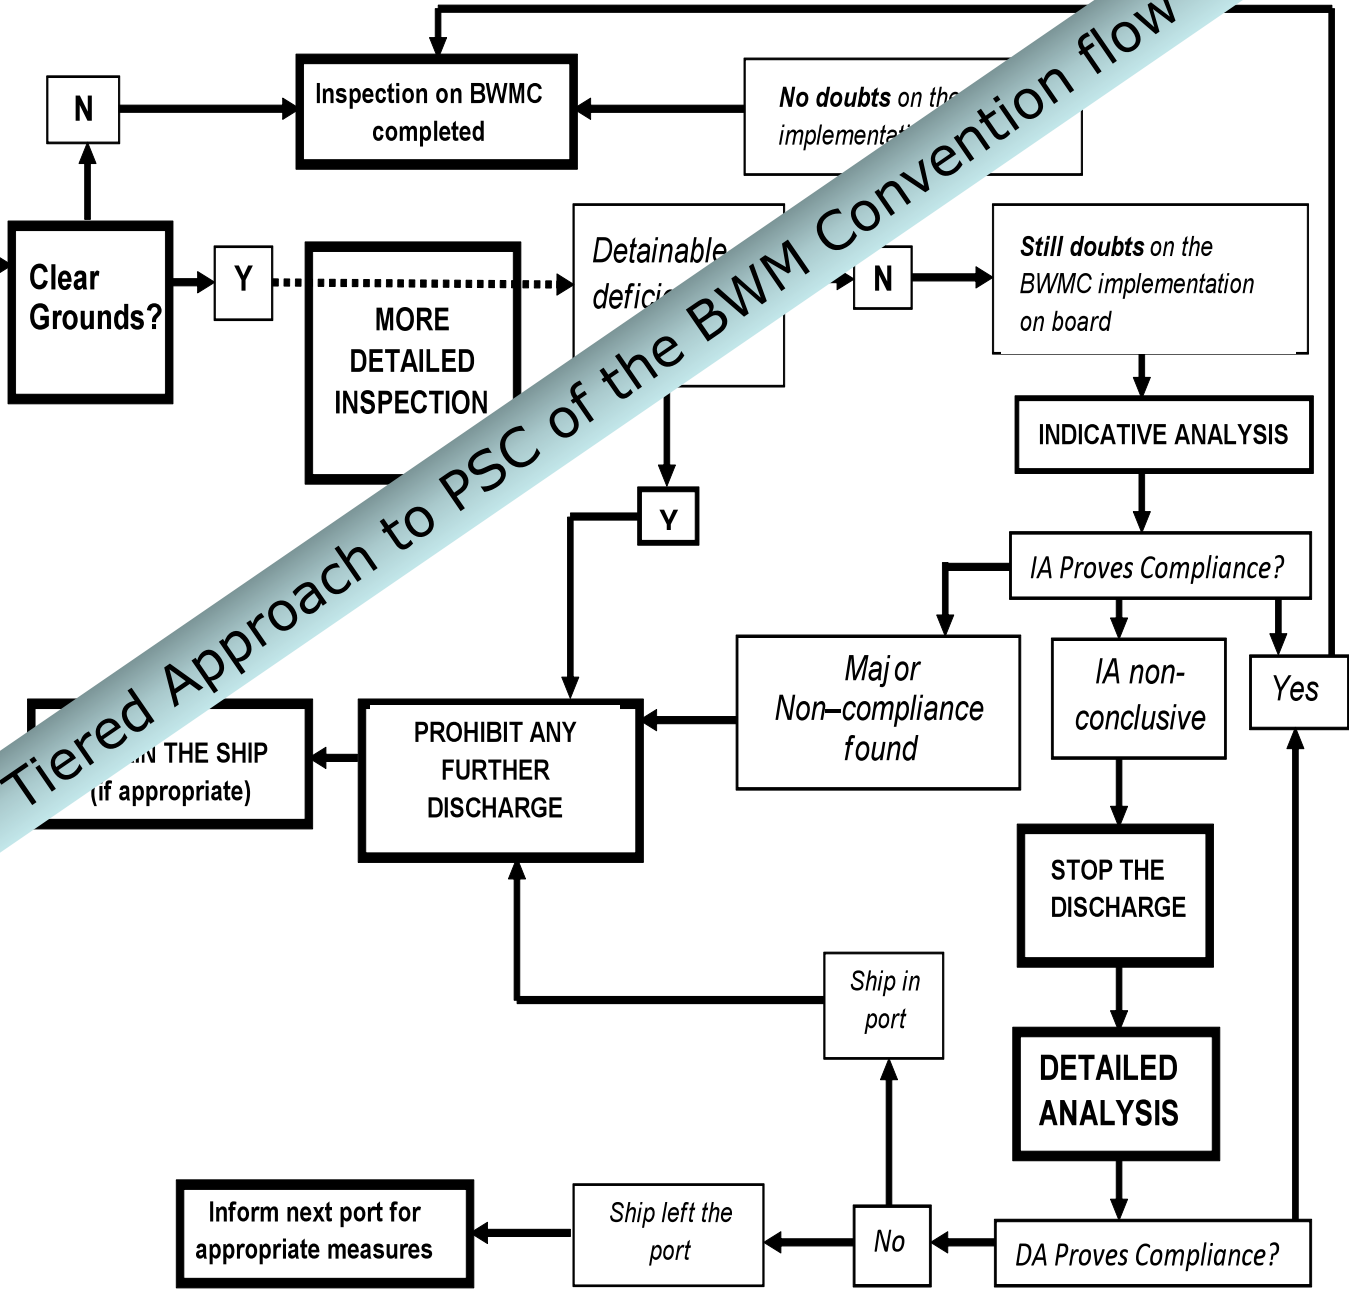 Inspection on BWMC
completed
N
No doubts on the
Clear
Grounds?
Y
MORE
DETAILED
INSPECTION
Detainable
N
Still doubts on the
BWMC implementation
on board
INDICATIVE ANALYSIS
Y
IA Proves Compliance?
Major
Non–compliance
found
IA non-
conclusive
Yes
THE SHIP
(if appropriate)
PROHIBIT ANY
FURTHER
DISCHARGE
STOP THE
DISCHARGE
Ship in
port
DETAILED
ANALYSIS
Inform next port for
appropriate measures
Ship left the
port
No
DA Proves Compliance?
Tiered Approach to PSC of the BWM Convention flow